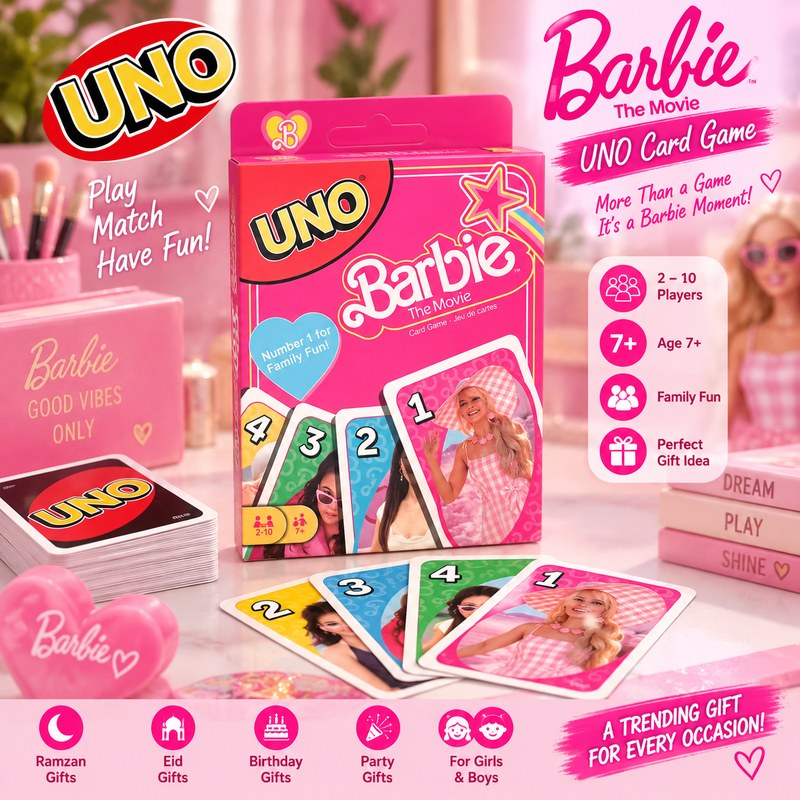 UNO
Play
Match
Have Fun!
Barbie™
The Movie
UNO Card Game
More Than a Game
It's a Barbie Moment!
2 – 10
Players
7+
Age 7+
Family Fun
Perfect
Gift Idea
B
UNO®
Barbie™
The Movie
Card Game • Jeu de cartes
Number 1 for
Family Fun!
4
3
2
1
2-10
7+
Barbie
GOOD VIBES
ONLY
UNO
Barbie
2
3
4
1
DREAM
PLAY
SHINE
Ramzan
Gifts
Eid
Gifts
Birthday
Gifts
Party
Gifts
For Girls
& Boys
A TRENDING GIFT
FOR EVERY OCCASION!